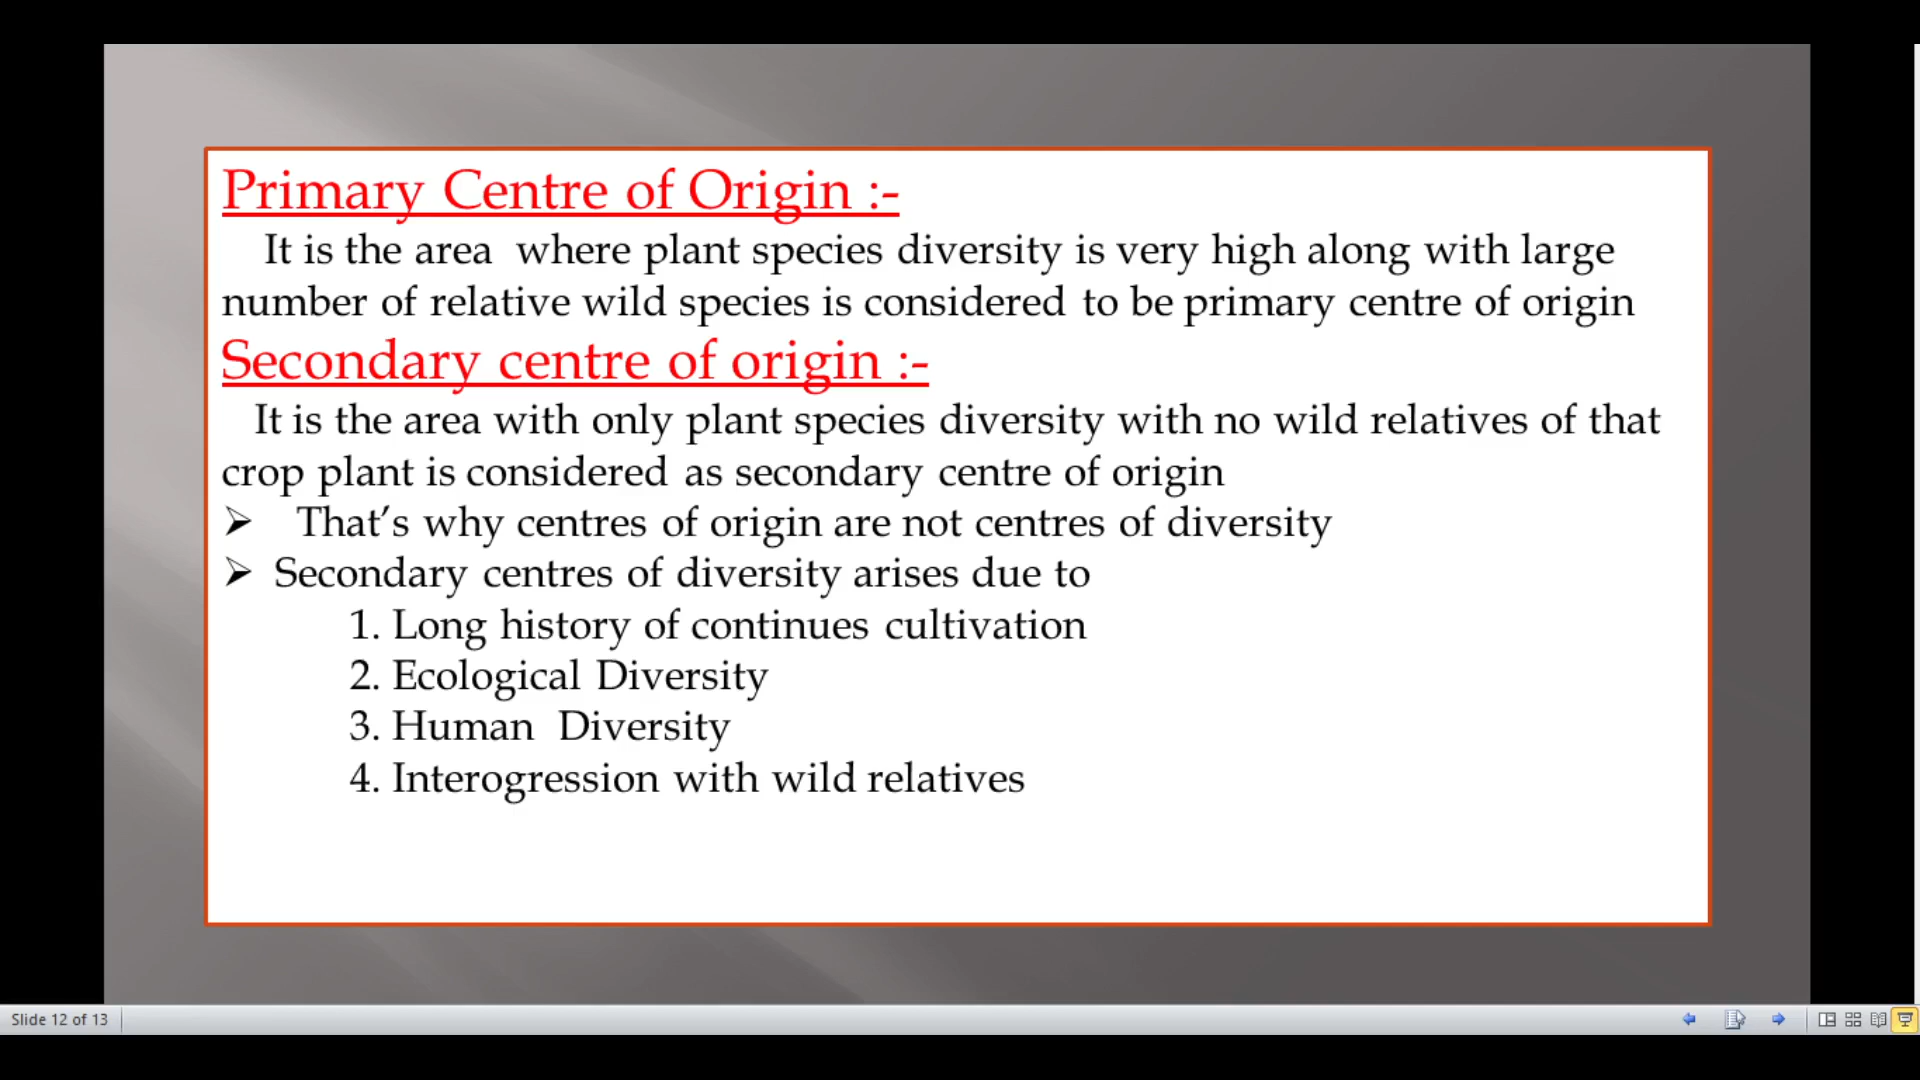 Primary Centre of Origin :-
It is the area where plant species diversity is very high along with large
number of relative wild species is considered to be primary centre of origin
Secondary centre of origin :-
It is the area with only plant species diversity with no wild relatives of that
crop plant is considered as secondary centre of origin
➢ That’s why centres of origin are not centres of diversity
➢ Secondary centres of diversity arises due to
1. Long history of continues cultivation
2. Ecological Diversity
3. Human Diversity
4. Interogression with wild relatives
Slide 12 of 13